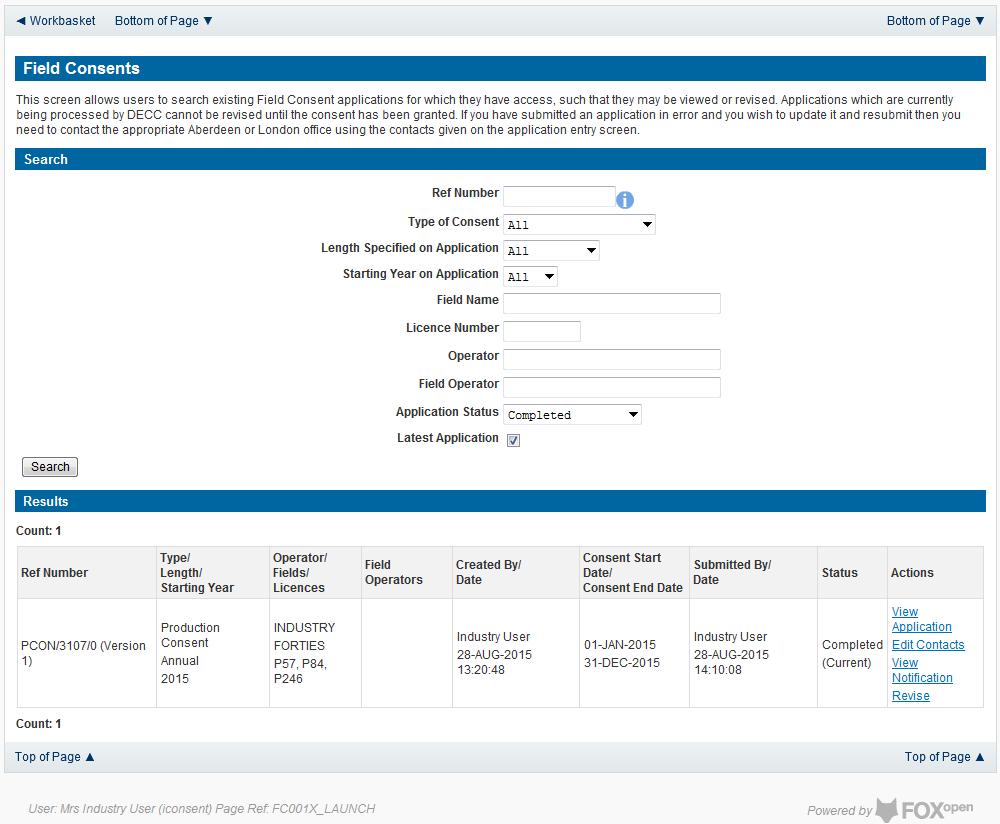 ◄ Workbasket Bottom of Page ▼ Bottom of Page ▼
Field Consents
This screen allows users to search existing Field Consent applications for which they have access, such that they may be viewed or revised. Applications which are currently
being processed by DECC cannot be revised until the consent has been granted. If you have submitted an application in error and you wish to update it and resubmit then you
need to contact the appropriate Aberdeen or London office using the contacts given on the application entry screen.
Search
Ref Number
Type of Consent All
Length Specified on Application All
Starting Year on Application All
Field Name
Licence Number
Operator
Field Operator
Application Status Completed
Latest Application
Search
Results
Count: 1
Ref Number
Type/
Length/
Starting Year
Operator/
Fields/
Licences
Field
Operators
Created By/
Date
Consent Start
Date/
Consent End Date
Submitted By/
Date
Status
Actions
PCON/3107/0 (Version
1)
Production
Consent
Annual
2015
INDUSTRY
FORTIES
P57, P84,
P246
Industry User
28-AUG-2015
13:20:48
01-JAN-2015
31-DEC-2015
Industry User
28-AUG-2015
14:10:08
Completed
(Current)
View
Application
Edit Contacts
View
Notification
Revise
Count: 1
Top of Page ▲ Top of Page ▲
User: Mrs Industry User (iconsent) Page Ref: FC001X_LAUNCH
Powered by FOXopen